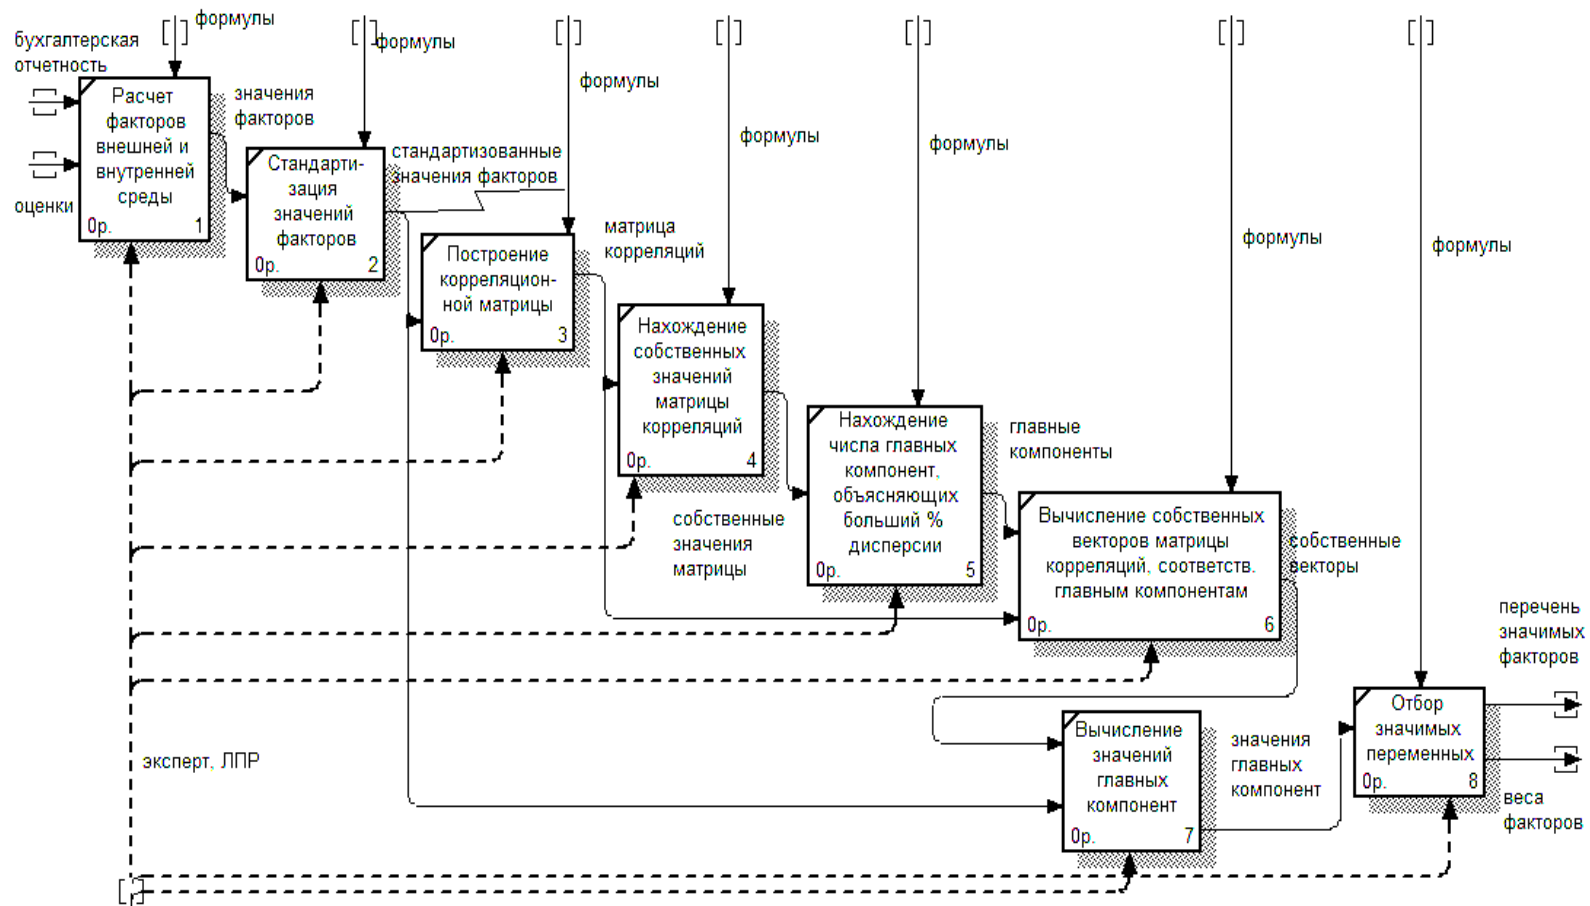 формулы
бухгалтерская
отчетность
оценки
Расчет
факторов
внешней и
внутренней
среды
0р.
1
значения
факторов
формулы
Стандарти-
зация
значений
факторов
0р.
2
стандартизованные
значения факторов
формулы
Построение
корреляцион-
ной матрицы
0р.
3
матрица
корреляций
формулы
Нахождение
собственных
значений
матрицы
корреляций
0р.
4
собственные
значения
матрицы
формулы
Нахождение
числа главных
компонент,
объясняющих
больший %
дисперсии
0р.
5
главные
компоненты
формулы
Вычисление собственных
векторов матрицы
корреляций, соответств.
главным компонентам
0р.
6
собственные
векторы
Вычисление
значений
главных
компонент
0р.
7
значения
главных
компонент
формулы
Отбор
значимых
переменных
0р.
8
перечень
значимых
факторов
веса
факторов
эксперт, ЛПР